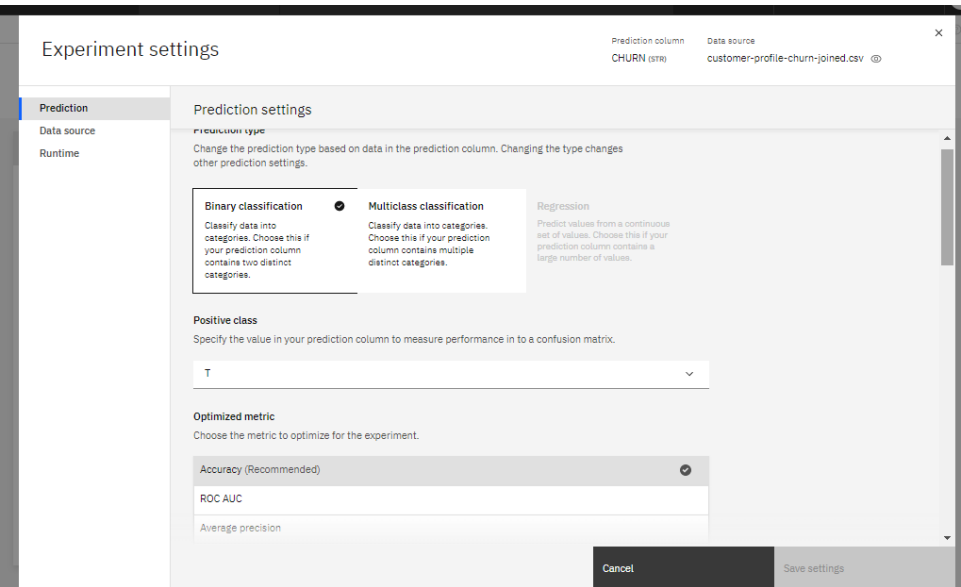 Experiment settings
Prediction column
CHURN (STR)
Data source
customer-profile-churn-joined.csv
Prediction
Data source
Runtime
Prediction settings
Prediction type
Change the prediction type based on data in the prediction column. Changing the type changes
other prediction settings.
Binary classification
Classify data into
categories. Choose this if
your prediction column
contains two distinct
categories.
Multiclass classification
Classify data into categories.
Choose this if your prediction
column contains multiple
distinct categories.
Regression
Predict values from a continuous
set of values. Choose this if your
prediction column contains a
large number of values.
Positive class
Specify the value in your prediction column to measure performance in to a confusion matrix.
T
Optimized metric
Choose the metric to optimize for the experiment.
Accuracy (Recommended)
ROC AUC
Average precision
Cancel
Save settings